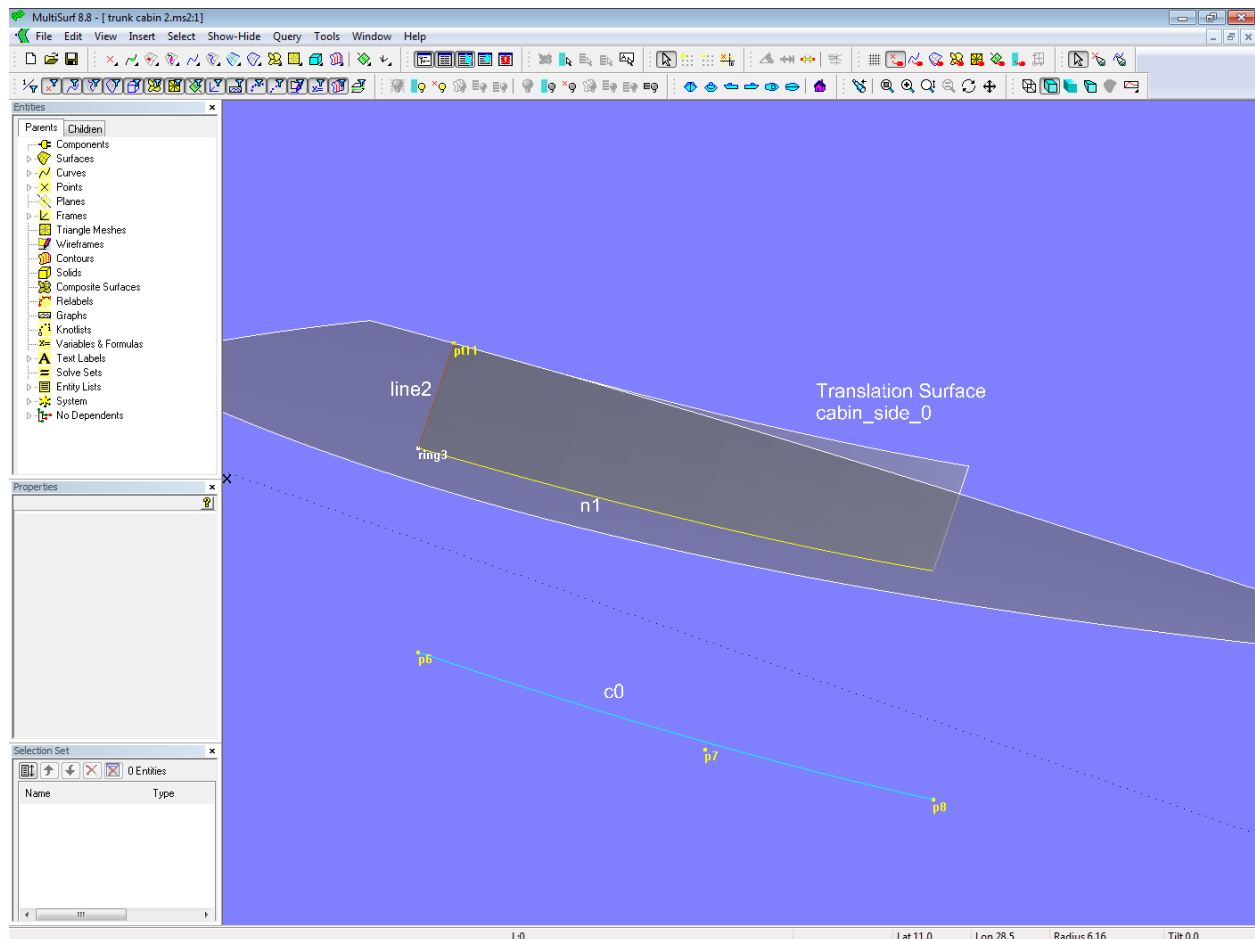 MultiSurf 8.8 - [ trunk cabin 2.ms2:1]
File Edit View Insert Select Show-Hide Query Tools Window Help
Entities
Parents Children
Components
Surfaces
Curves
Points
Planes
Frames
Triangle Meshes
Wireframes
Contours
Solids
Composite Surfaces
Relabels
Graphs
Knotlists
Variables & Formulas
Text Labels
Solve Sets
Entity Lists
System
No Dependents
Properties
Selection Set
0 Entities
Name Type
pt11
line2
Translation Surface
cabin_side_0
ring3
n1
X
p6
c0
p7
p8
L:0 Lat 11.0 Lon 28.5 Radius 6.16 Tilt 0.0